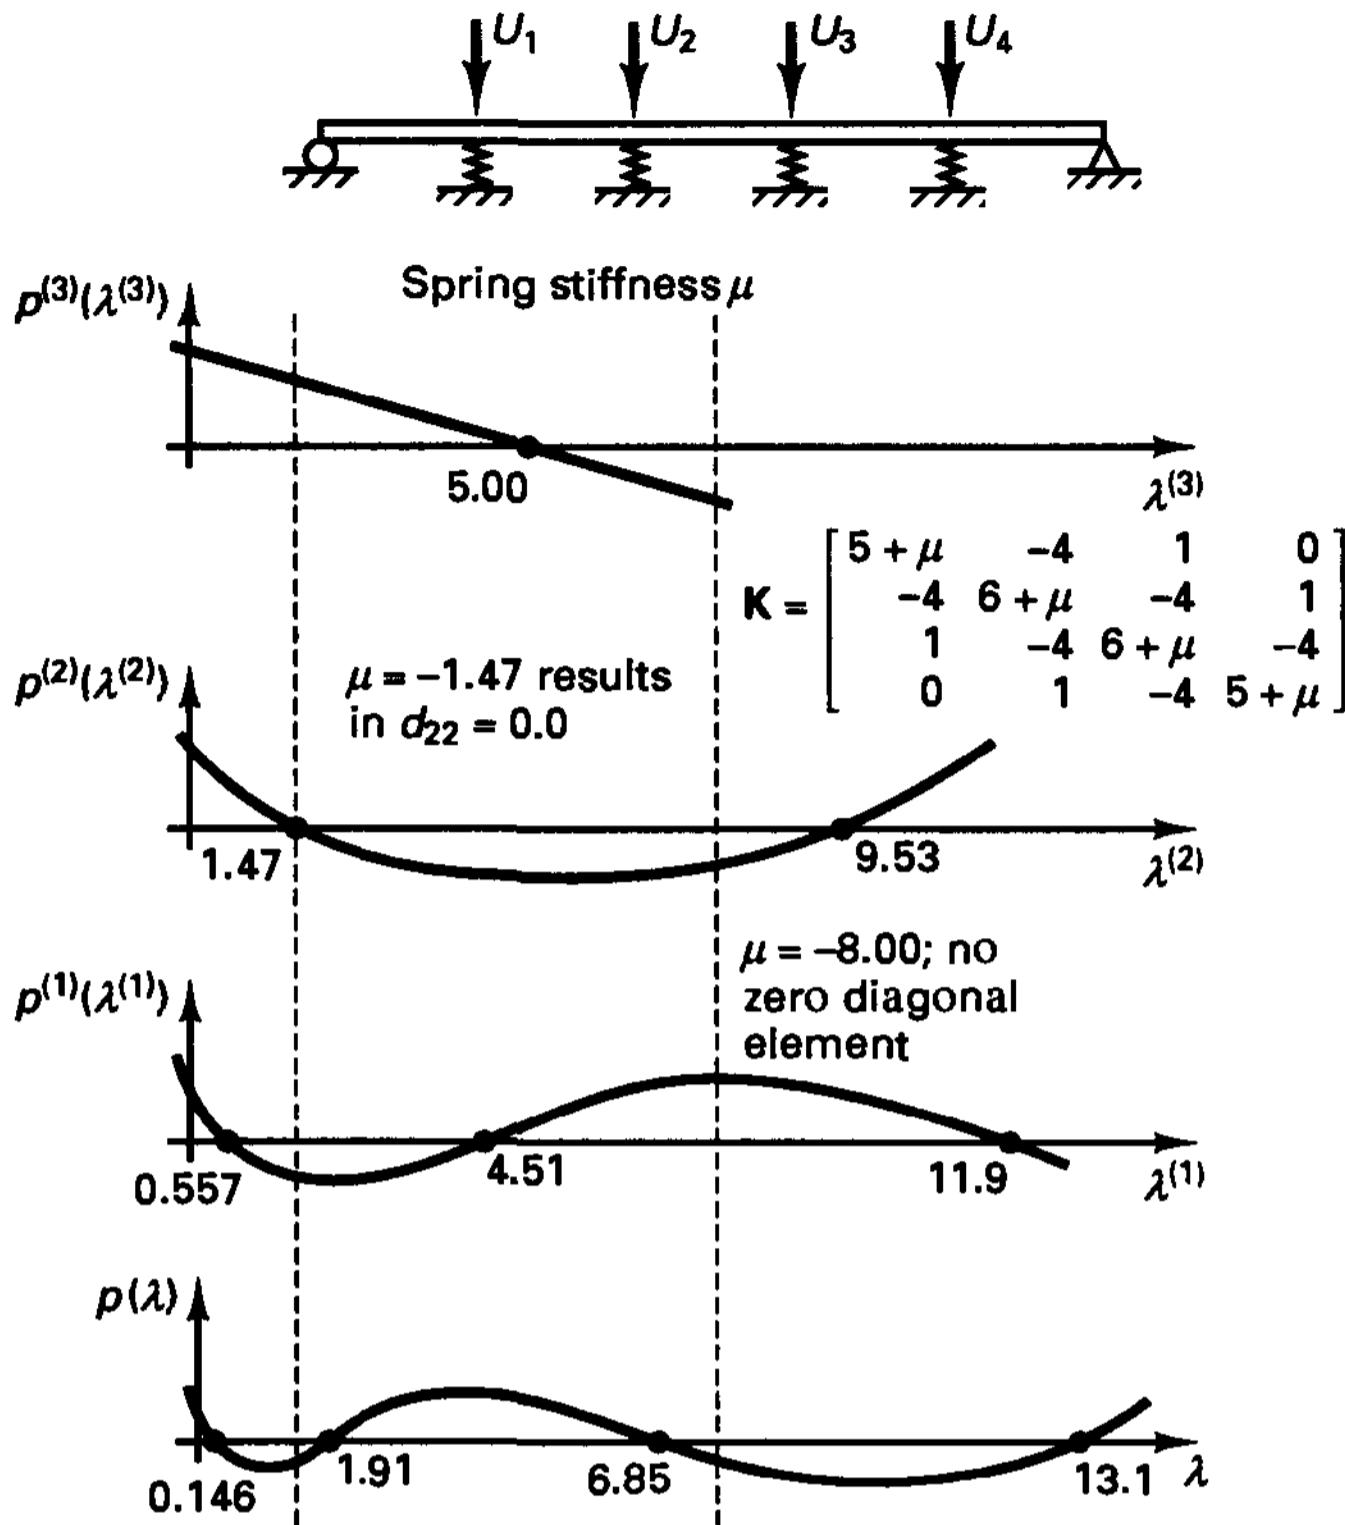 U₁ U₂ U₃ U₄
Spring stiffness μ
p⁽³⁾(λ⁽³⁾)
5.00
λ⁽³⁾
K =
5 + μ −4 1 0
−4 6 + μ −4 1
1 −4 6 + μ −4
0 1 −4 5 + μ
p⁽²⁾(λ⁽²⁾)
μ = −1.47 results
in d₂₂ = 0.0
1.47
9.53
λ⁽²⁾
μ = −8.00; no
zero diagonal
element
p⁽¹⁾(λ⁽¹⁾)
0.557
4.51
11.9
λ⁽¹⁾
p(λ)
0.146
1.91
6.85
13.1
λ